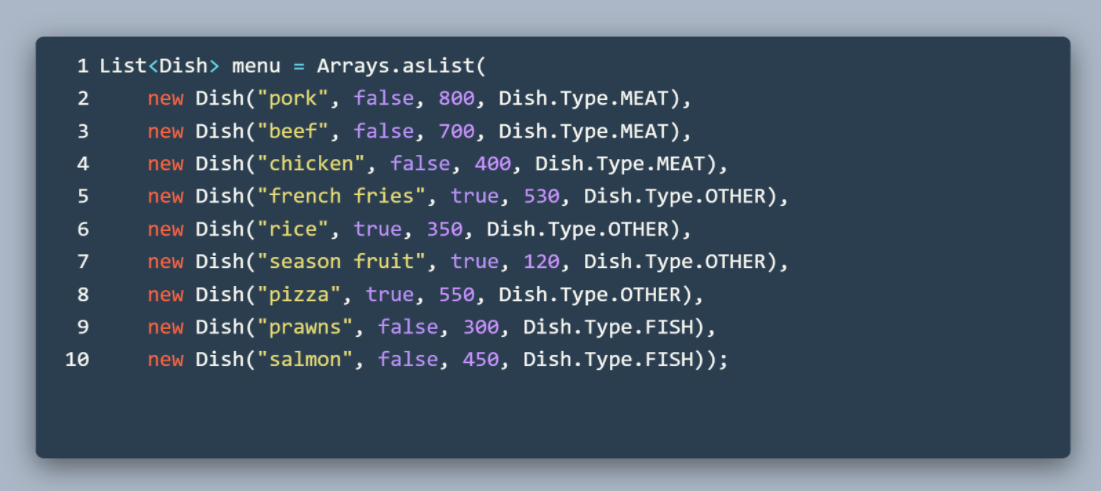 1 List<Dish> menu = Arrays.asList(
2     new Dish("pork", false, 800, Dish.Type.MEAT),
3     new Dish("beef", false, 700, Dish.Type.MEAT),
4     new Dish("chicken", false, 400, Dish.Type.MEAT),
5     new Dish("french fries", true, 530, Dish.Type.OTHER),
6     new Dish("rice", true, 350, Dish.Type.OTHER),
7     new Dish("season fruit", true, 120, Dish.Type.OTHER),
8     new Dish("pizza", true, 550, Dish.Type.OTHER),
9     new Dish("prawns", false, 300, Dish.Type.FISH),
10     new Dish("salmon", false, 450, Dish.Type.FISH));